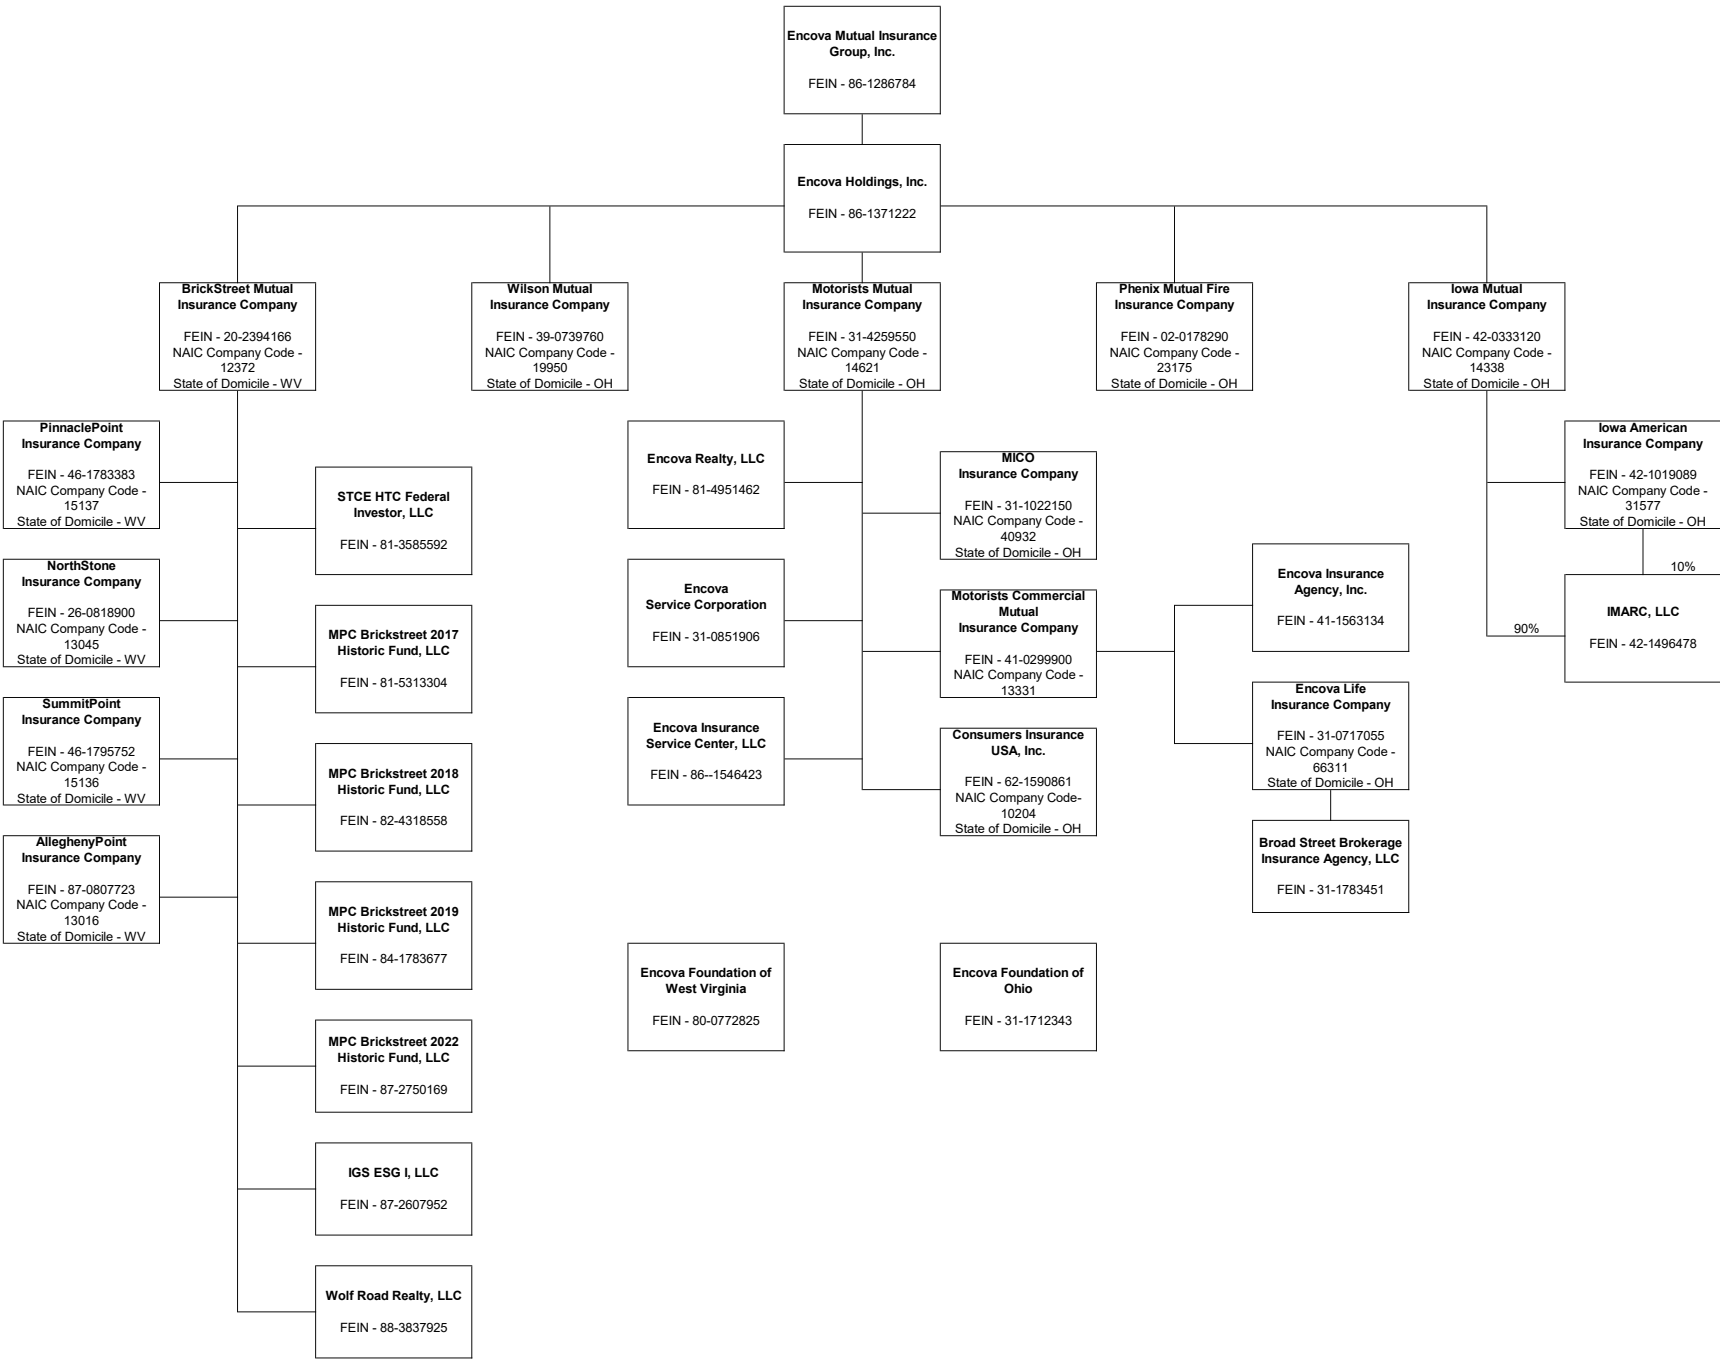 Encova Mutual Insurance
Group, Inc.
FEIN - 86-1286784
Encova Holdings, Inc.
FEIN - 86-1371222
BrickStreet Mutual
Insurance Company
FEIN - 20-2394166
NAIC Company Code -
12372
State of Domicile - WV
Wilson Mutual
Insurance Company
FEIN - 39-0739760
NAIC Company Code -
19950
State of Domicile - OH
Motorists Mutual
Insurance Company
FEIN - 31-4259550
NAIC Company Code -
14621
State of Domicile - OH
Phenix Mutual Fire
Insurance Company
FEIN - 02-0178290
NAIC Company Code -
23175
State of Domicile - OH
Iowa Mutual
Insurance Company
FEIN - 42-0333120
NAIC Company Code -
14338
State of Domicile - OH
PinnaclePoint
Insurance Company
FEIN - 46-1783383
NAIC Company Code -
15137
State of Domicile - WV
NorthStone
Insurance Company
FEIN - 26-0818900
NAIC Company Code -
13045
State of Domicile - WV
SummitPoint
Insurance Company
FEIN - 46-1795752
NAIC Company Code -
15136
State of Domicile - WV
AlleghenyPoint
Insurance Company
FEIN - 87-0807723
NAIC Company Code -
13016
State of Domicile - WV
STCE HTC Federal
Investor, LLC
FEIN - 81-3585592
MPC Brickstreet 2017
Historic Fund, LLC
FEIN - 81-5313304
MPC Brickstreet 2018
Historic Fund, LLC
FEIN - 82-4318558
MPC Brickstreet 2019
Historic Fund, LLC
FEIN - 84-1783677
MPC Brickstreet 2022
Historic Fund, LLC
FEIN - 87-2750169
IGS ESG I, LLC
FEIN - 87-2607952
Wolf Road Realty, LLC
FEIN - 88-3837925
Encova Realty, LLC
FEIN - 81-4951462
Encova
Service Corporation
FEIN - 31-0851906
Encova Insurance
Service Center, LLC
FEIN - 86--1546423
MICO
Insurance Company
FEIN - 31-1022150
NAIC Company Code -
40932
State of Domicile - OH
Motorists Commercial
Mutual
Insurance Company
FEIN - 41-0299900
NAIC Company Code -
13331
Consumers Insurance
USA, Inc.
FEIN - 62-1590861
NAIC Company Code-
10204
State of Domicile - OH
Encova Insurance
Agency, Inc.
FEIN - 41-1563134
Encova Life
Insurance Company
FEIN - 31-0717055
NAIC Company Code -
66311
State of Domicile - OH
Broad Street Brokerage
Insurance Agency, LLC
FEIN - 31-1783451
Iowa American
Insurance Company
FEIN - 42-1019089
NAIC Company Code -
31577
State of Domicile - OH
10%
90%
IMARC, LLC
FEIN - 42-1496478
Encova Foundation of
West Virginia
FEIN - 80-0772825
Encova Foundation of
Ohio
FEIN - 31-1712343